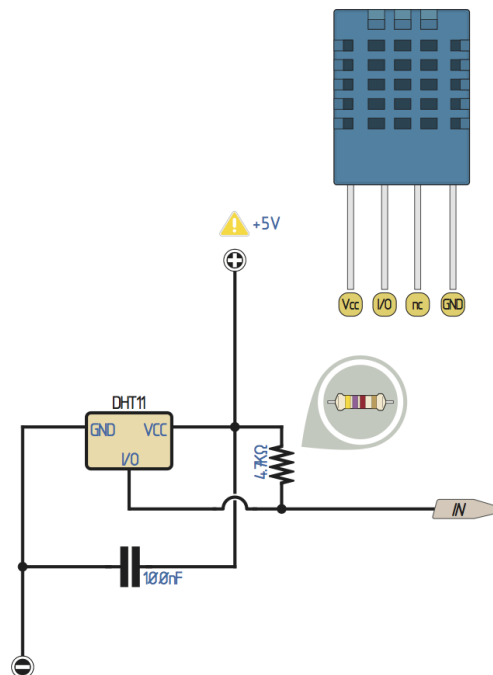 +5V
Vcc I/O nc GND
DHT11
GND VCC
I/O
4.7KΩ
IN
100nF